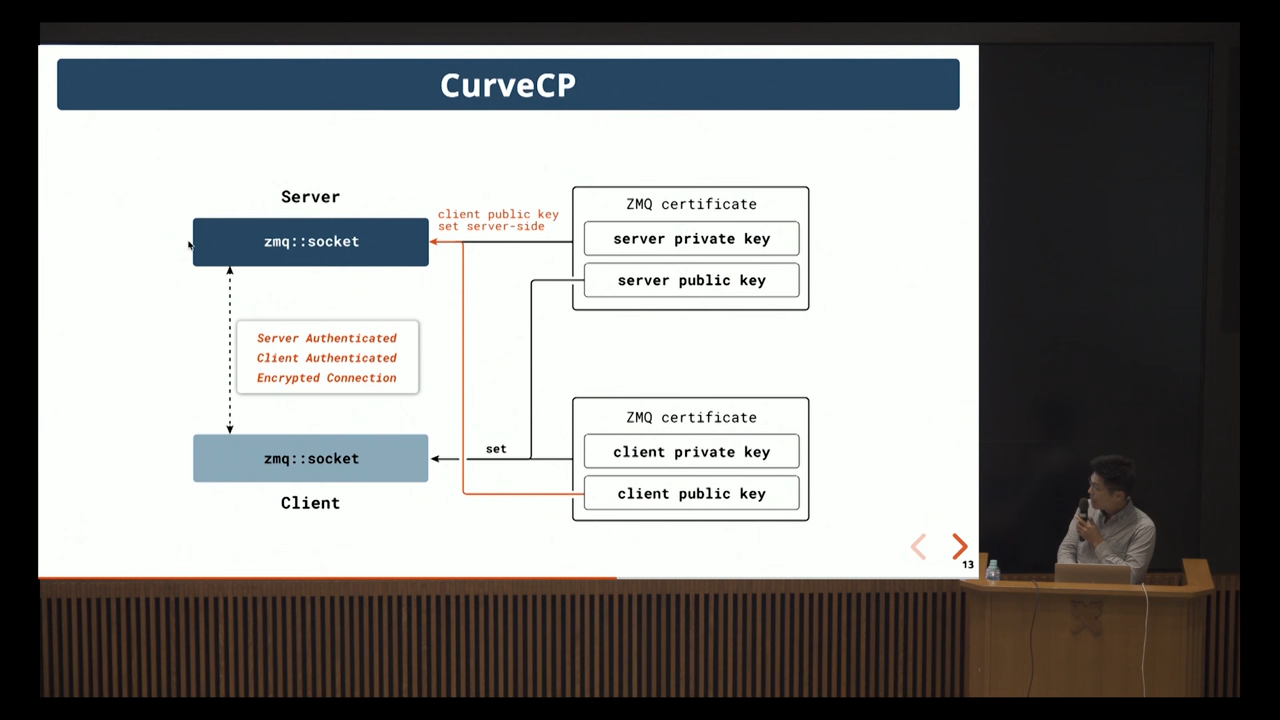 CurveCP
Server
zmq::socket
client public key
set server-side
ZMQ certificate
server private key
server public key
Server Authenticated
Client Authenticated
Encrypted Connection
ZMQ certificate
client private key
client public key
set
zmq::socket
Client
13